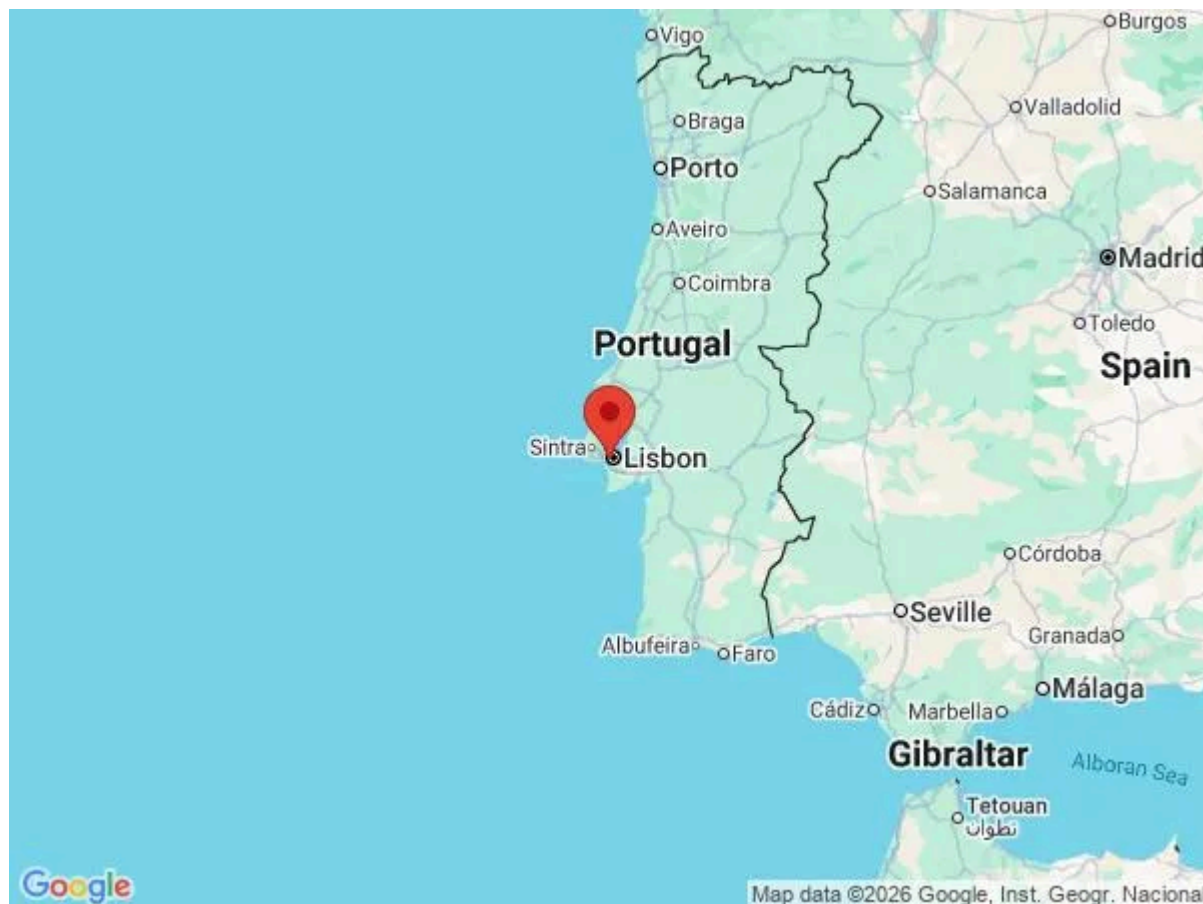 Vigo
Burgos
Valladolid
Braga
Porto
Salamanca
Aveiro
Madrid
Coimbra
Toledo
Portugal
Spain
Sintra
Lisbon
Córdoba
Seville
Granada
Albufeira
Faro
Málaga
Cádiz
Marbella
Gibraltar
Alboran Sea
Tetouan
تطوان
Google
Map data ©2026 Google, Inst. Geogr. Nacional